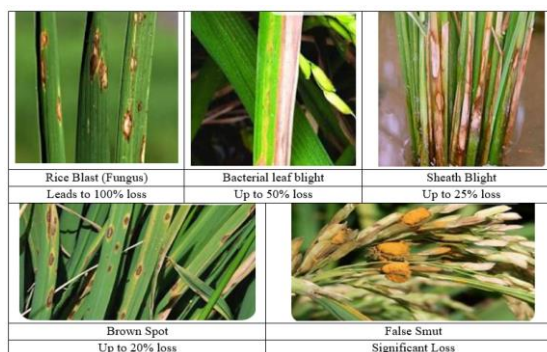 Rice Blast (Fungus)
Bacterial leaf blight
Sheath Blight
Leads to 100% loss
Up to 50% loss
Up to 25% loss
Brown Spot
False Smut
Up to 20% loss
Significant Loss